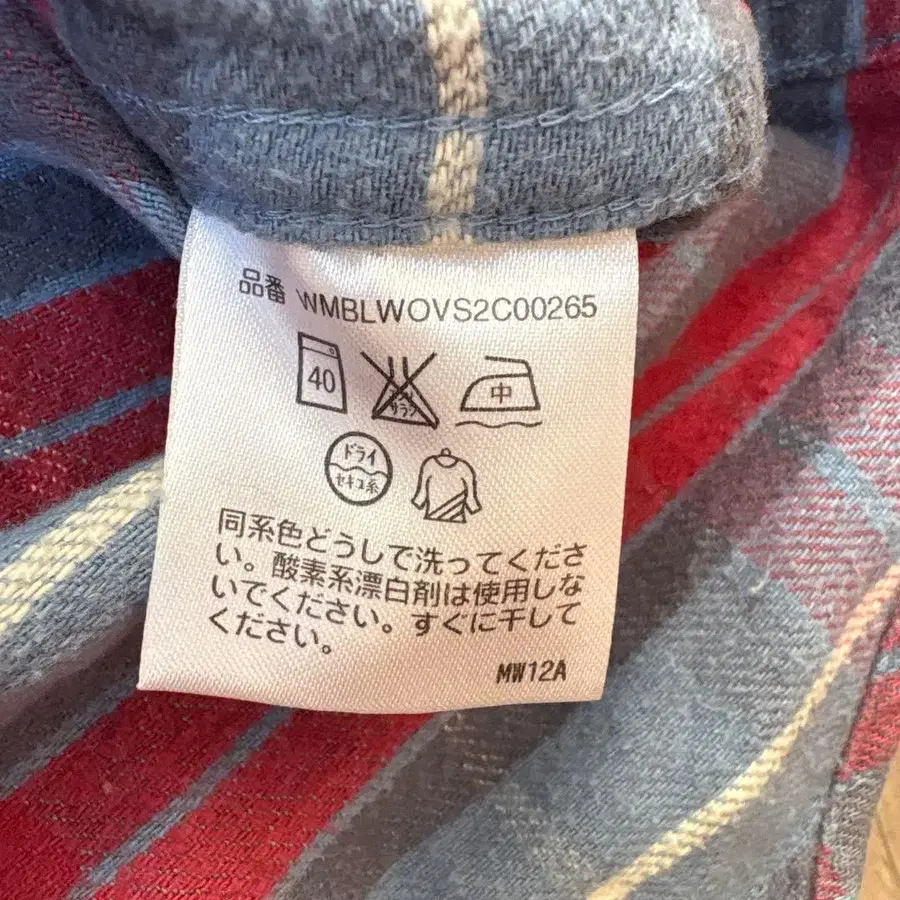 品番 WMBLWOVS2C00265
40
エンソ
サラシ
中
ドライ
セキユ系
同系色どうしで洗ってくださ
い。酸素系漂白剤は使用しな
いでください。すぐに干して
ください。
MW12A